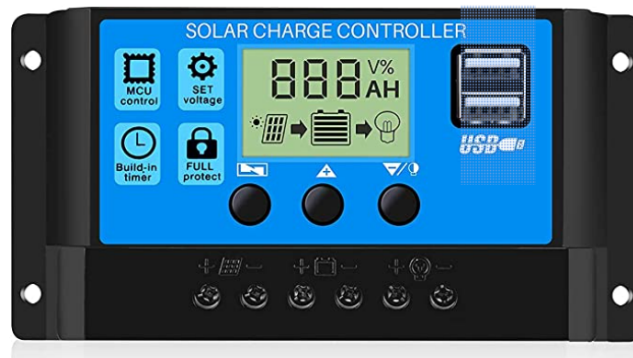 SOLAR CHARGE CONTROLLER
MCU
control
SET
voltage
Build-in
timer
FULL
protect
888 V%
AH
USB